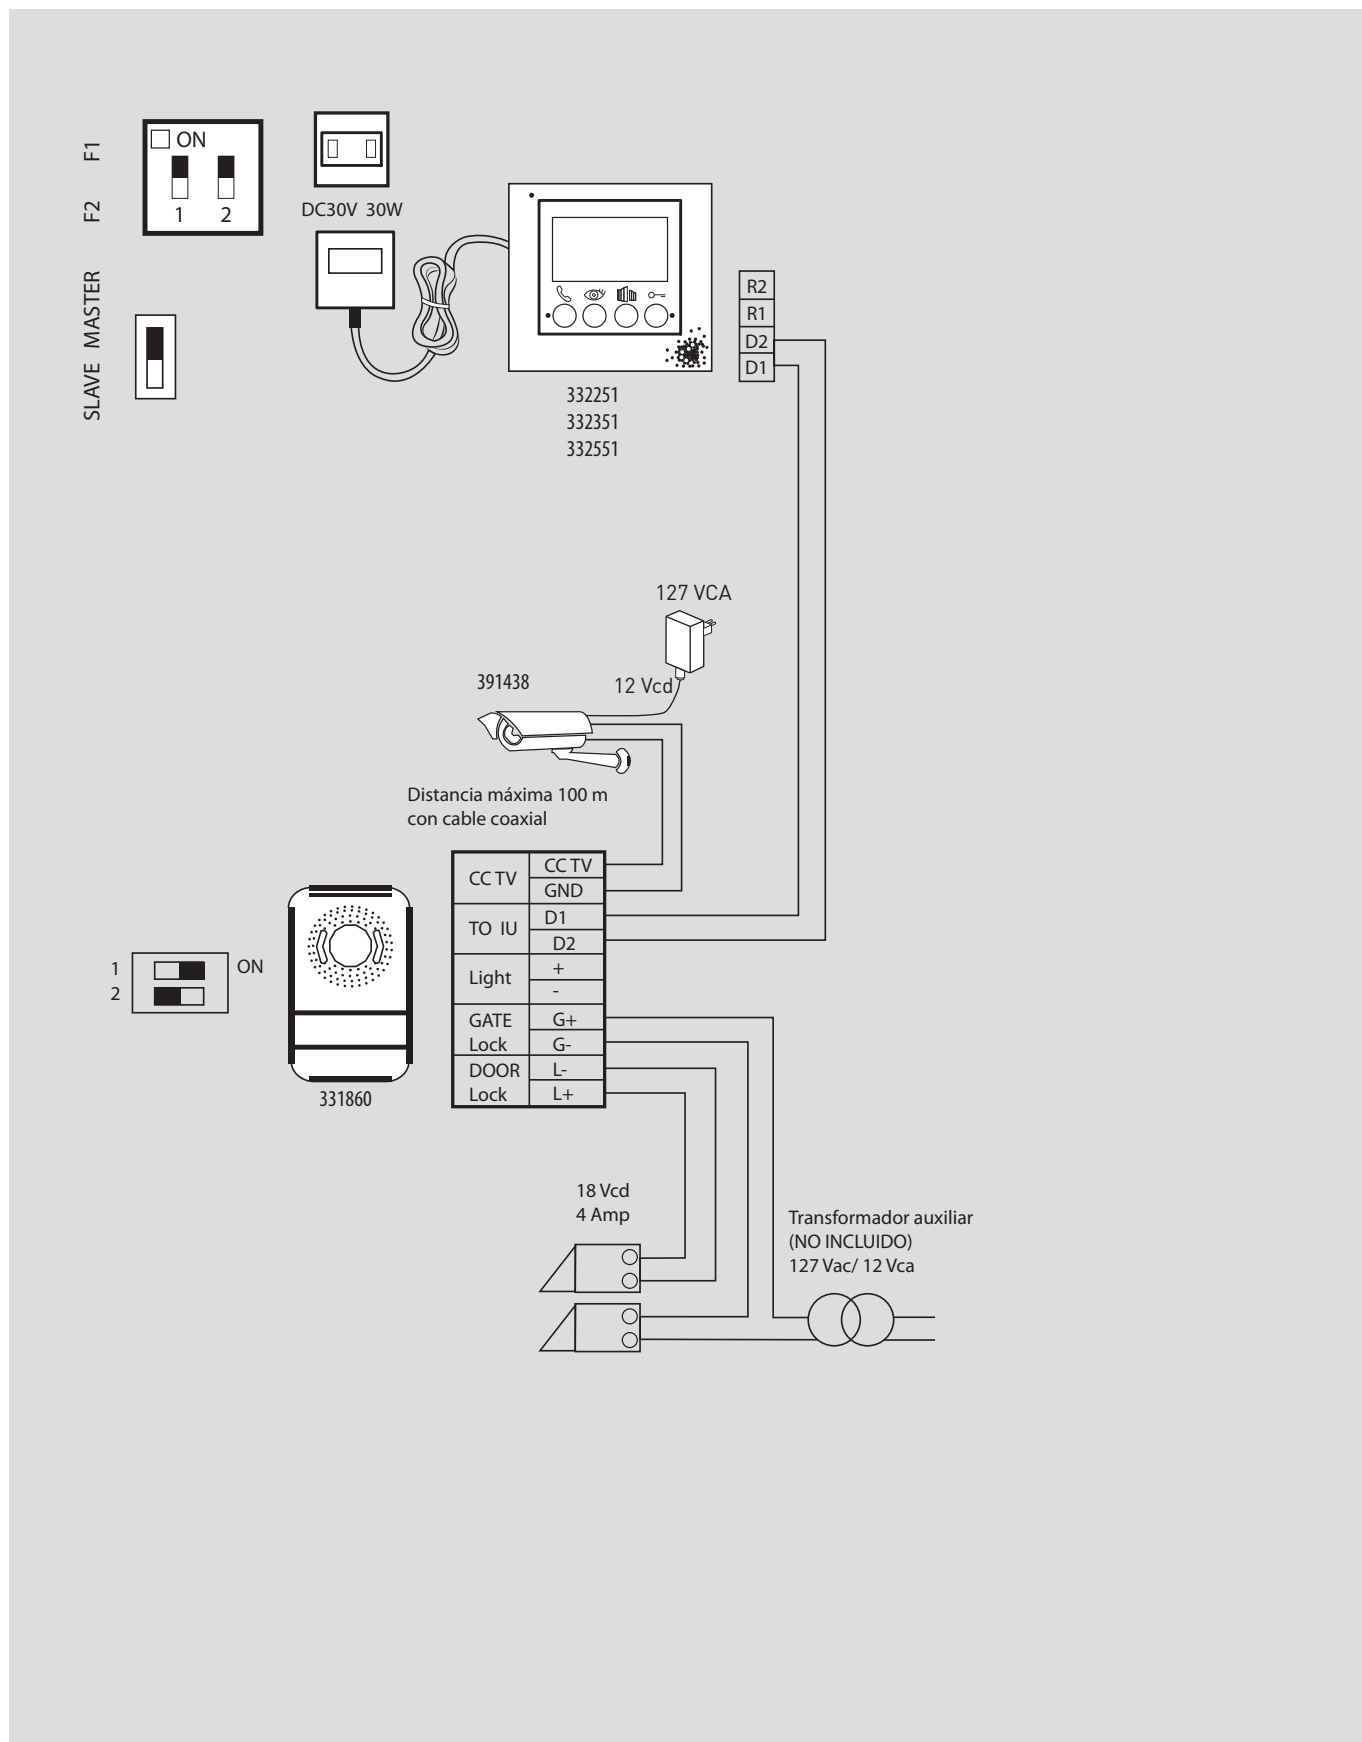 F1
F2
ON
1 2
DC30V 30W
MASTER
SLAVE
R2
R1
D2
D1
332251
332351
332551
127 VCA
12 Vcd
391438
Distancia máxima 100 m
con cable coaxial
CC TV
CC TV
GND
TO IU
D1
D2
Light
+
-
GATE
Lock
G+
G-
DOOR
Lock
L-
L+
1
2
ON
331860
18 Vcd
4 Amp
Transformador auxiliar
(NO INCLUIDO)
127 Vac/ 12 Vca